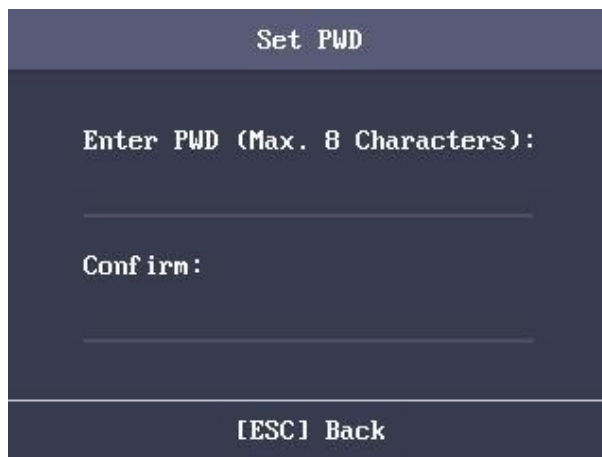 Set PWD
Enter PWD (Max. 8 Characters):
Confirm:
[ESC] Back